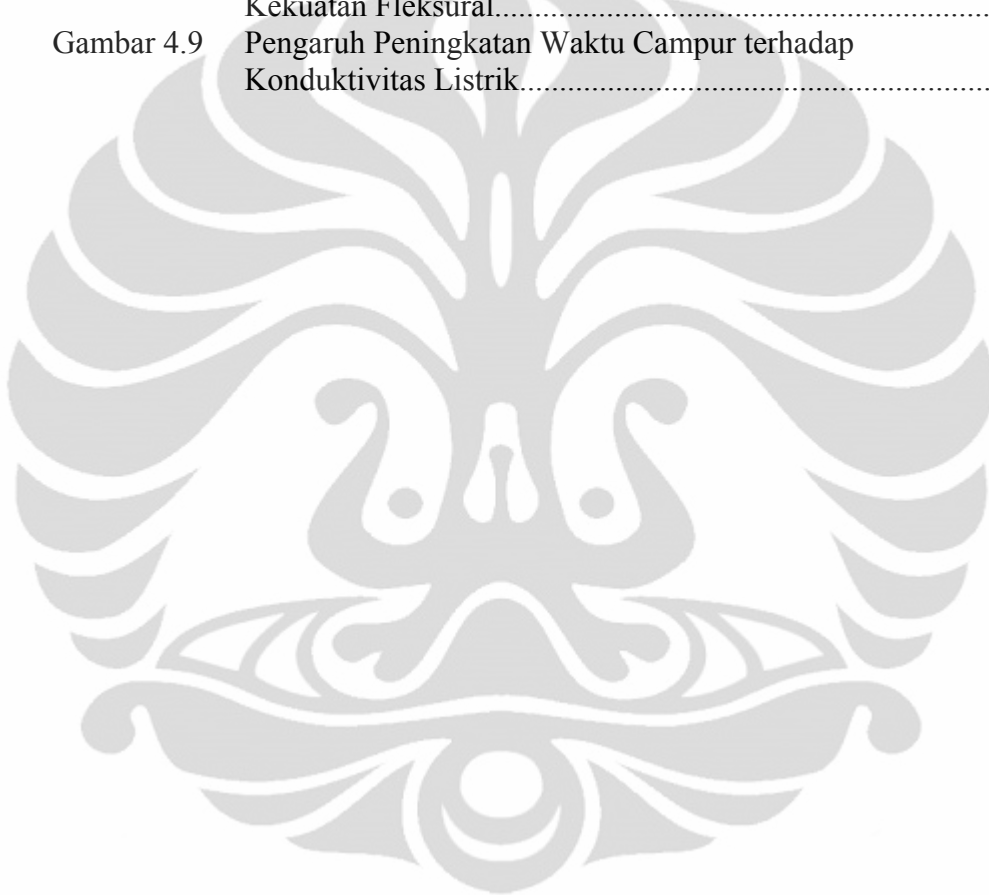 Kekuatan Fleksural................................................................
Gambar 4.9 Pengaruh Peningkatan Waktu Campur terhadap
Konduktivitas Listrik.............................................................